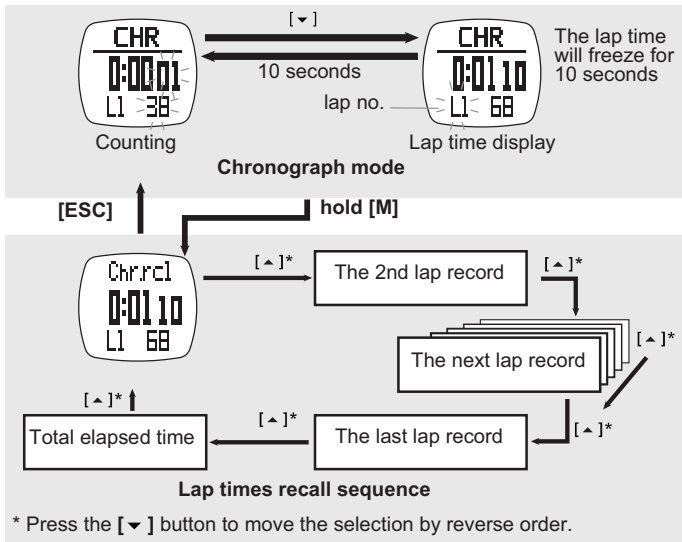 [ ▾ ]
CHR
0:0001
L1 38
Counting
10 seconds
lap no.
CHR
0:01 10
L1 68
Lap time display
The lap time
will freeze for
10 seconds
Chronograph mode
[ESC]
hold [M]
Chr.rcl
0:01 10
L1 68
[ ▴ ]*
The 2nd lap record
[ ▴ ]*
The next lap record
[ ▴ ]*
[ ▴ ]*
The last lap record
[ ▴ ]*
Total elapsed time
[ ▴ ]*
Lap times recall sequence
* Press the [ ▾ ] button to move the selection by reverse order.